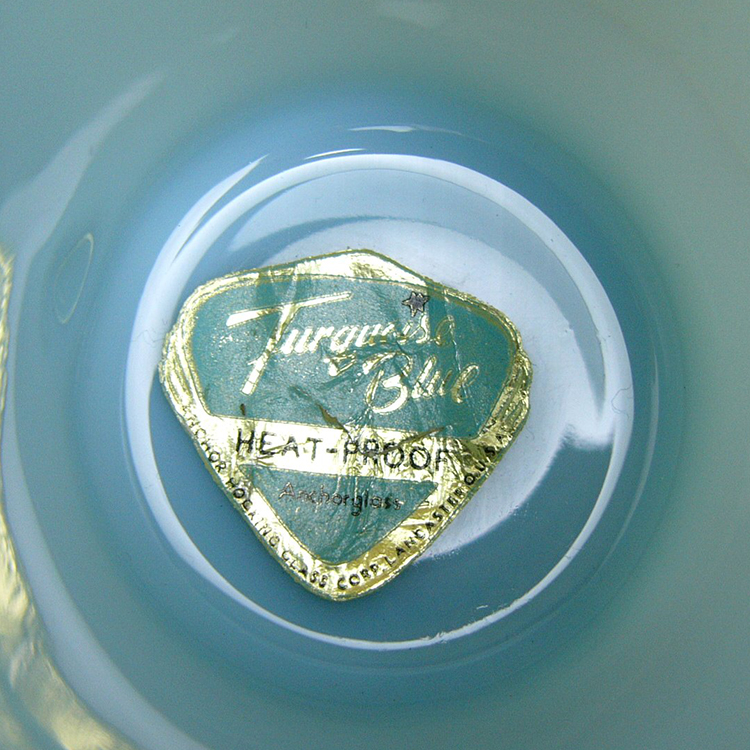 Turquoise
Blue
HEAT-PROOF
Anchorglass
ANCHOR HOCKING GLASS CORP. LANCASTER, O. U.S.A.